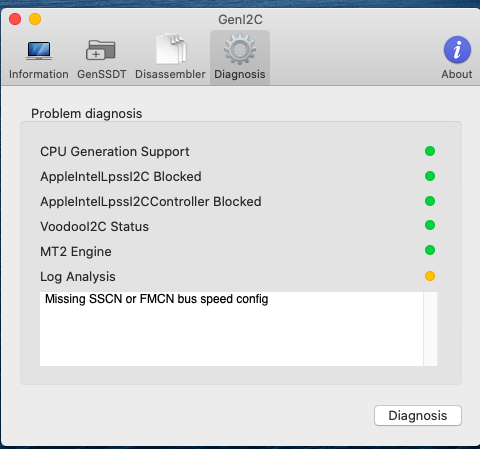 GenI2C
Information
GenSSDT
Disassembler
Diagnosis
About
Problem diagnosis
CPU Generation Support
AppleIntelLpssI2C Blocked
AppleIntelLpssI2CController Blocked
VoodooI2C Status
MT2 Engine
Log Analysis
Missing SSCN or FMCN bus speed config
Diagnosis